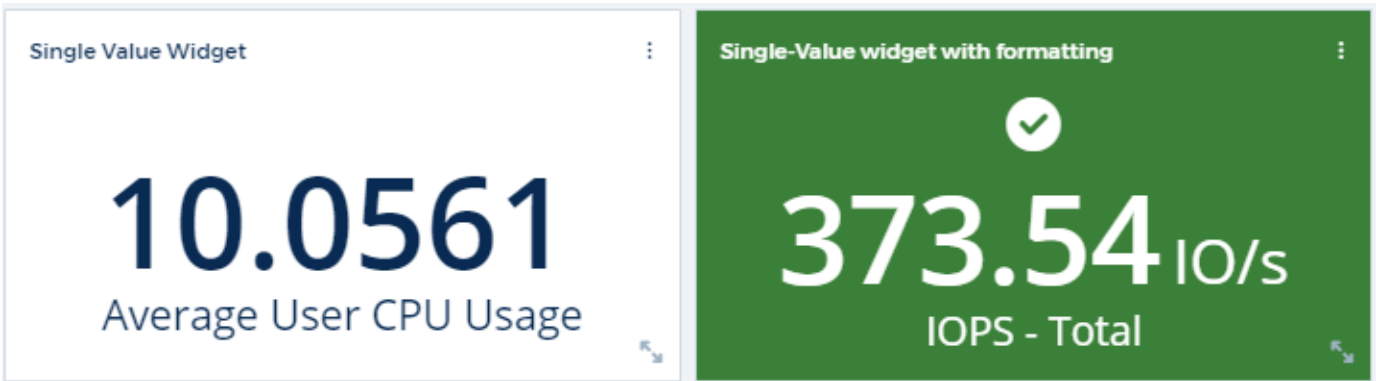 Single Value Widget
10.0561
Average User CPU Usage
Single-Value widget with formatting
373.54 IO/s
IOPS - Total